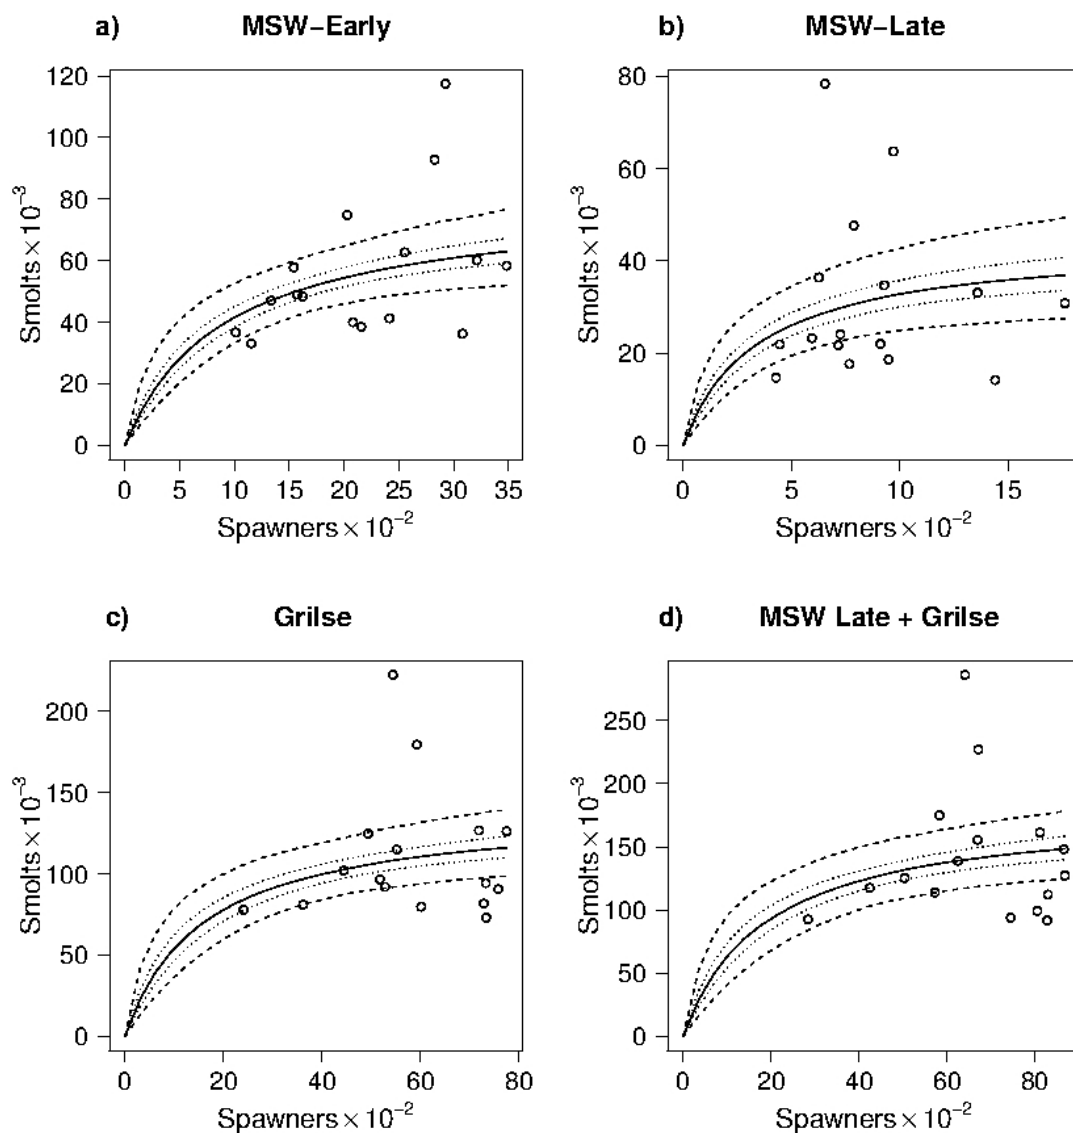 a) MSW−Early
120
100
80
60
40
20
0
Smolts × 10⁻³
0 5 10 15 20 25 30 35
Spawners × 10⁻²
b) MSW−Late
80
60
40
20
0
Smolts × 10⁻³
0 5 10 15
Spawners × 10⁻²
c) Grilse
200
150
100
50
0
Smolts × 10⁻³
0 20 40 60 80
Spawners × 10⁻²
d) MSW Late + Grilse
250
200
150
100
50
0
Smolts × 10⁻³
0 20 40 60 80
Spawners × 10⁻²